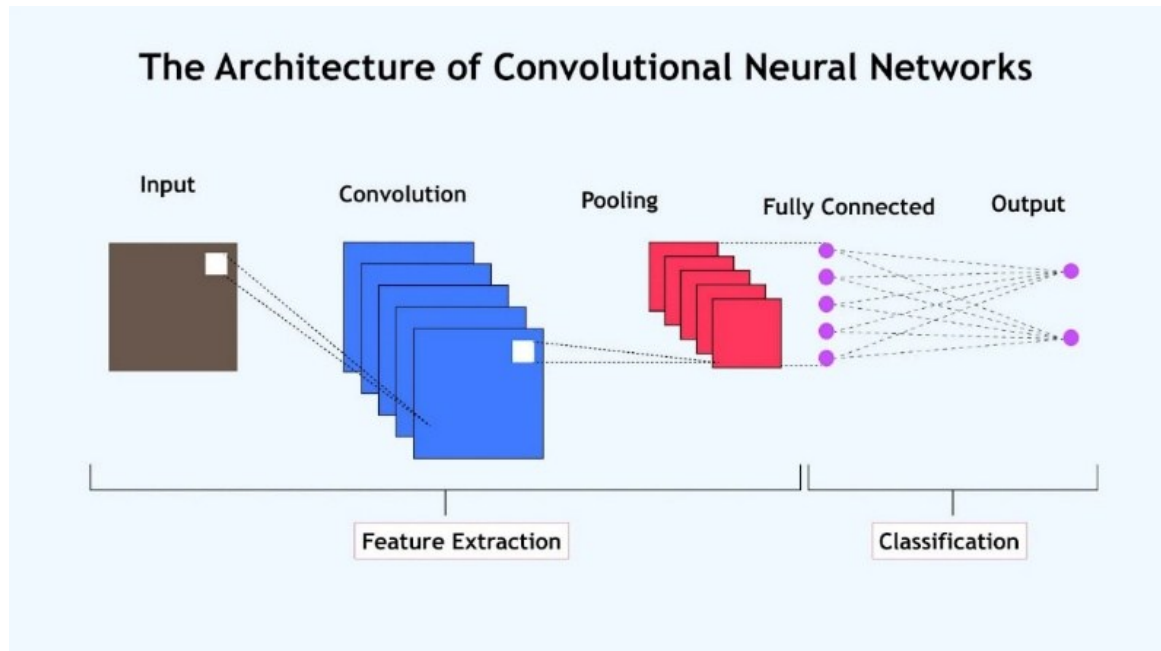 The Architecture of Convolutional Neural Networks
Input
Convolution
Pooling
Fully Connected
Output
Feature Extraction
Classification